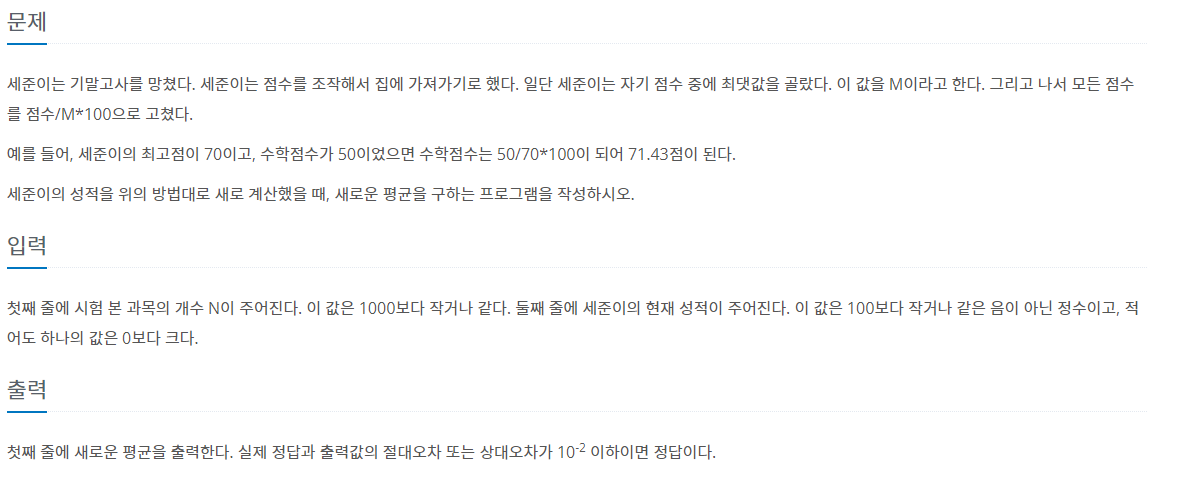 문제
세준이는 기말고사를 망쳤다. 세준이는 점수를 조작해서 집에 가져가기로 했다. 일단 세준이는 자기 점수 중에 최댓값을 골랐다. 이 값을 M이라고 한다. 그리고 나서 모든 점수
를 점수/M*100으로 고쳤다.
예를 들어, 세준이의 최고점이 70이고, 수학점수가 50이었으면 수학점수는 50/70*100이 되어 71.43점이 된다.
세준이의 성적을 위의 방법대로 새로 계산했을 때, 새로운 평균을 구하는 프로그램을 작성하시오.
입력
첫째 줄에 시험 본 과목의 개수 N이 주어진다. 이 값은 1000보다 작거나 같다. 둘째 줄에 세준이의 현재 성적이 주어진다. 이 값은 100보다 작거나 같은 음이 아닌 정수이고, 적
어도 하나의 값은 0보다 크다.
출력
첫째 줄에 새로운 평균을 출력한다. 실제 정답과 출력값의 절대오차 또는 상대오차가 10⁻² 이하이면 정답이다.